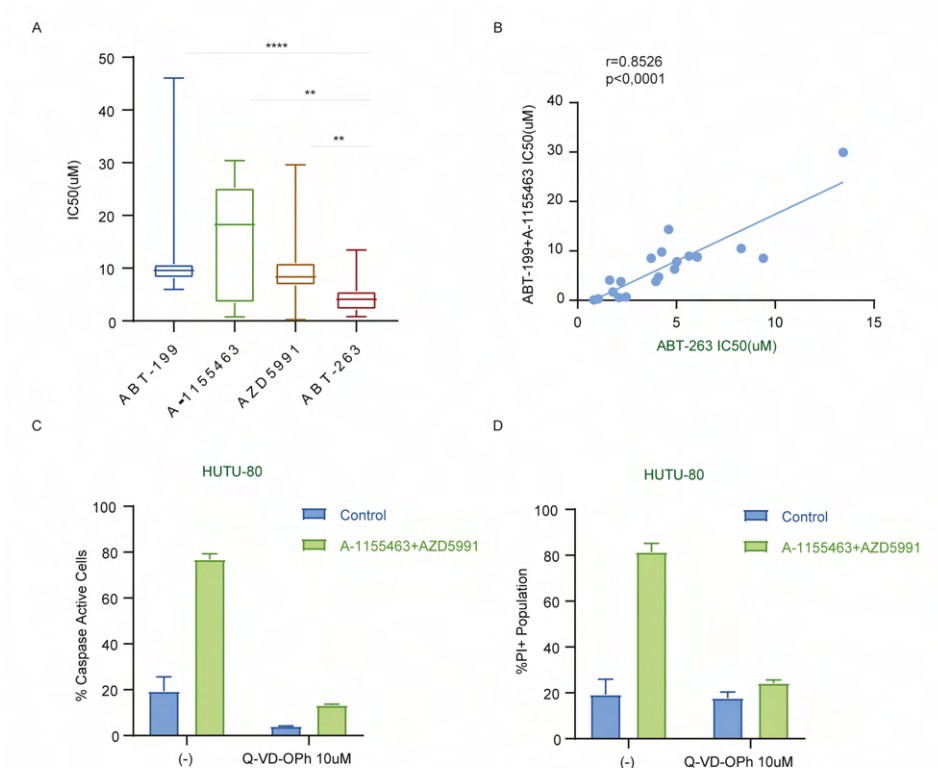 A
****
**
**
50
40
30
20
10
0
IC50(uM)
ABT-199
A-1155463
AZD5991
ABT-263
B
r=0.8526
p<0,0001
40
30
20
10
0
ABT-199+A-1155463 IC50(uM)
0 5 10 15
ABT-263 IC50(uM)
C
HUTU-80
Control
A-1155463+AZD5991
100
80
60
40
20
0
% Caspase Active Cells
(-) Q-VD-OPh 10uM
D
HUTU-80
Control
A-1155463+AZD5991
100
80
60
40
20
0
%PI+ Population
(-) Q-VD-OPh 10uM